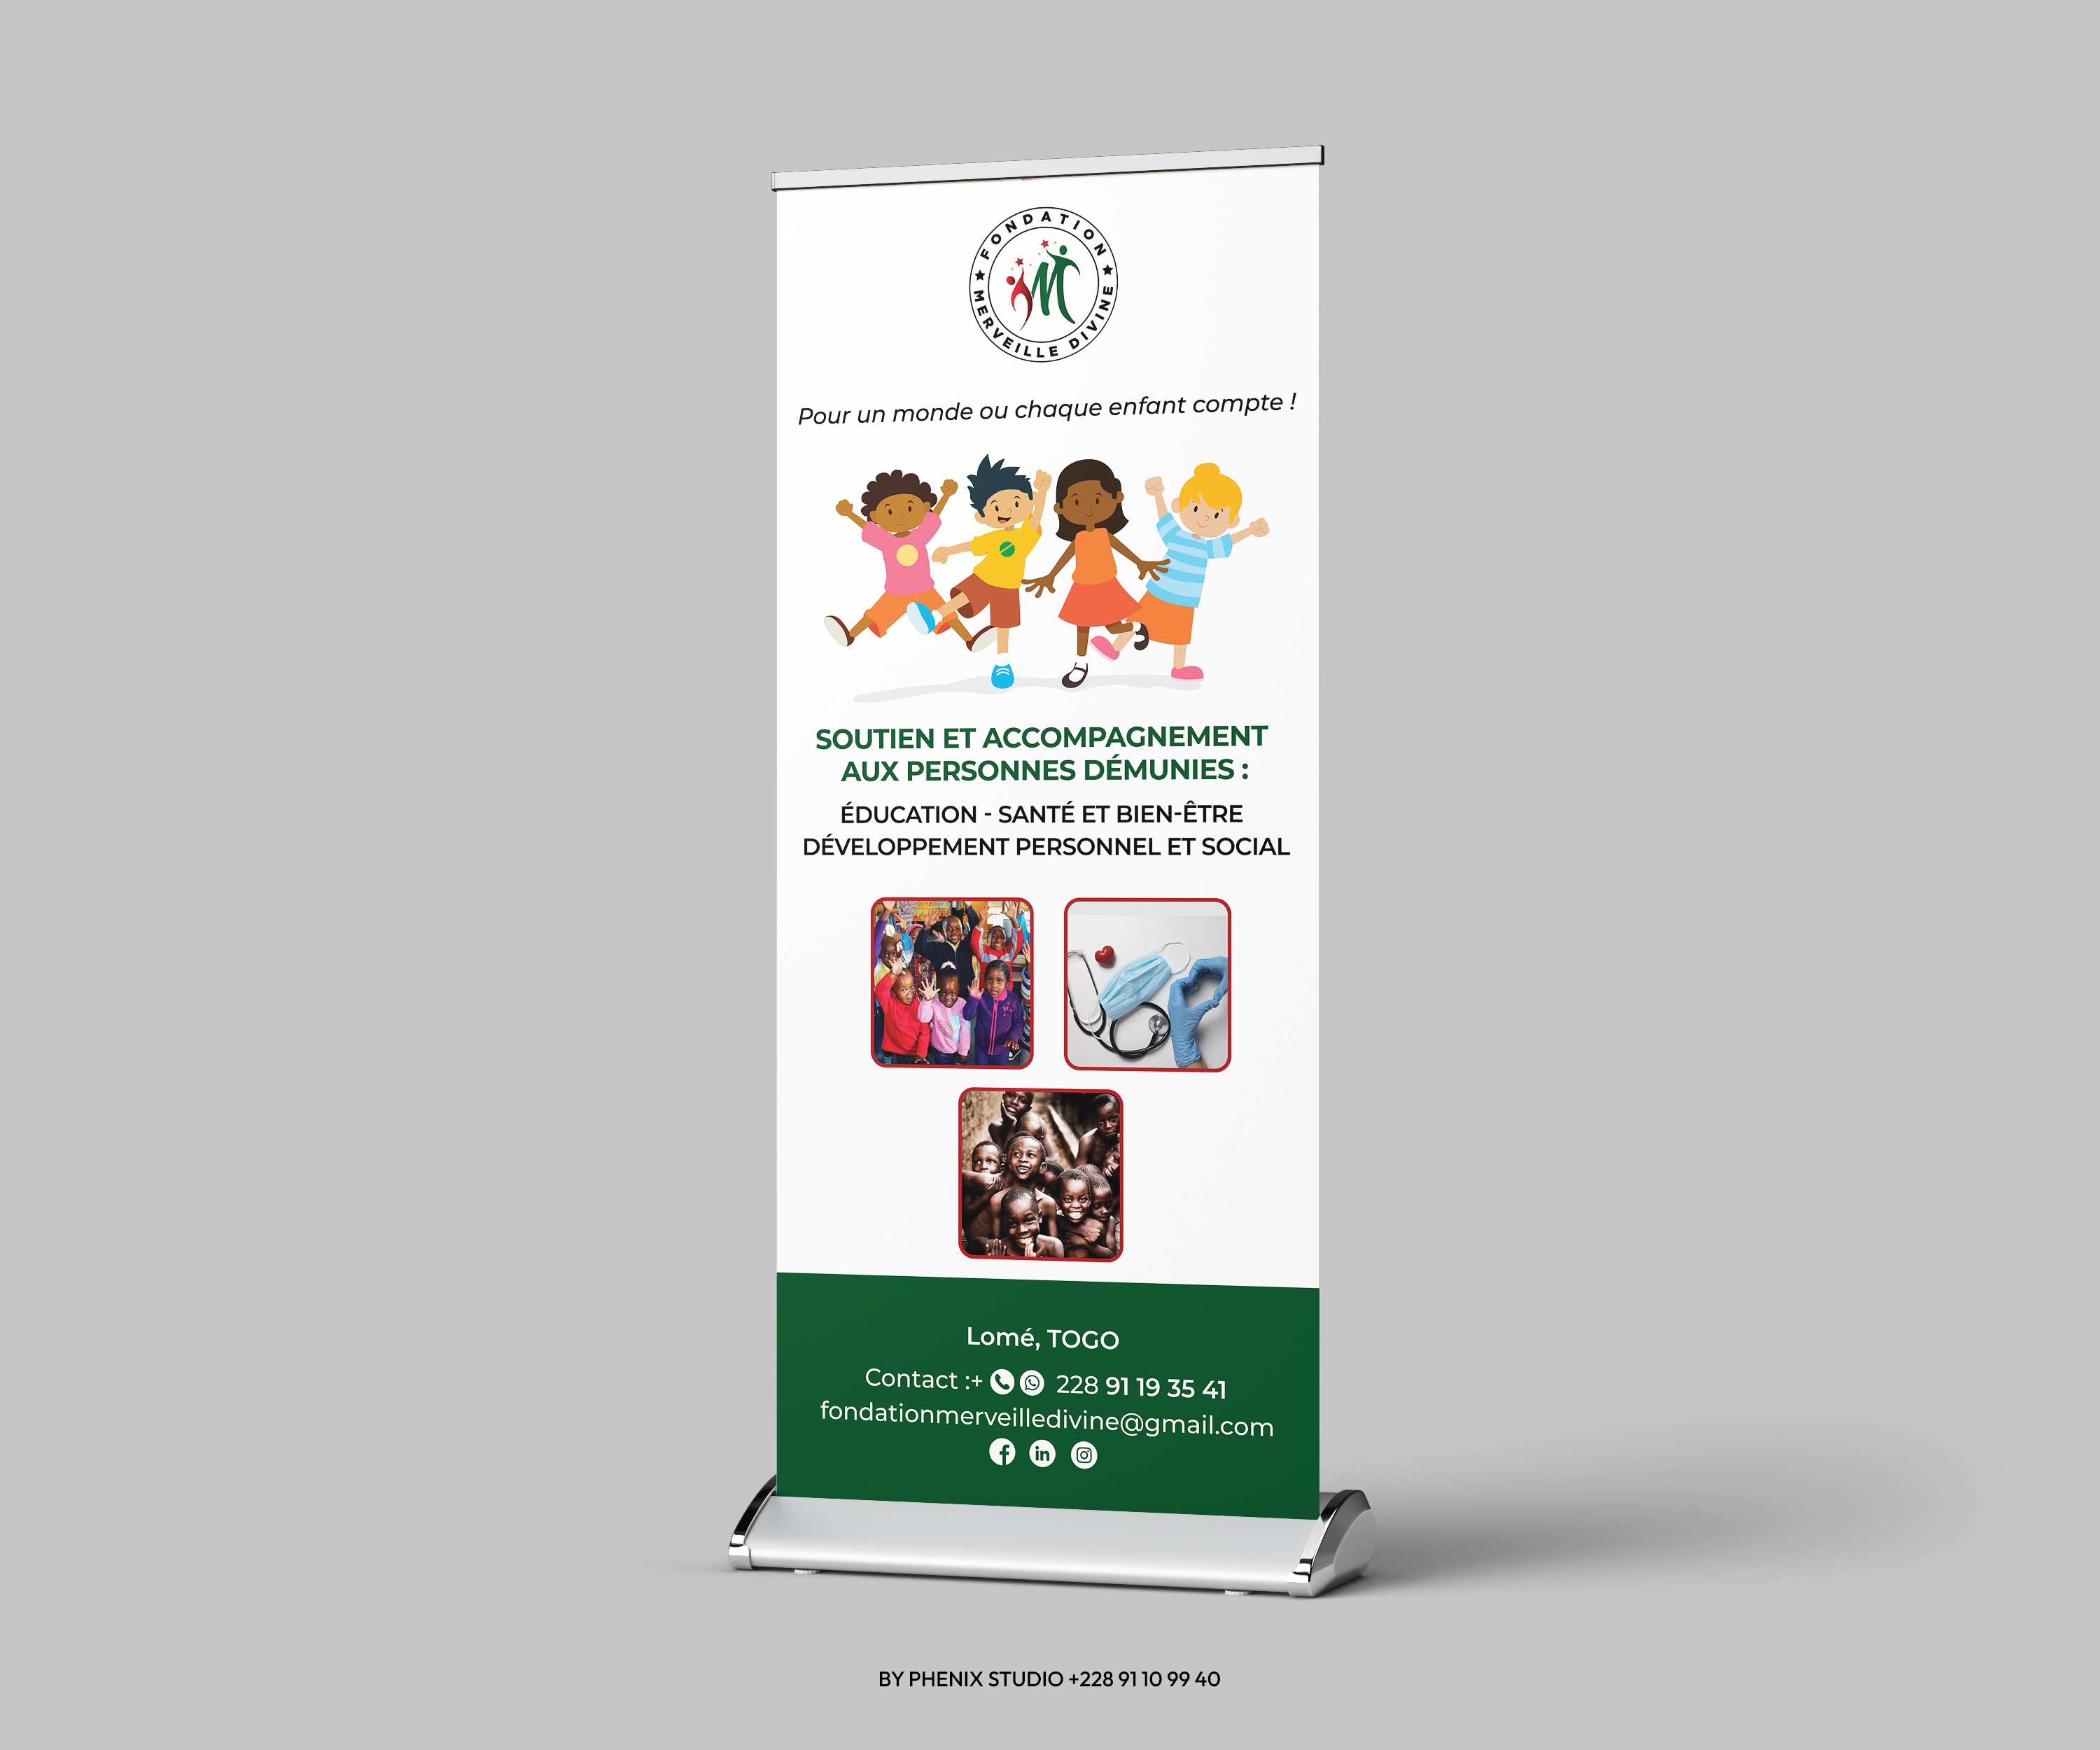 FONDATION
MERVEILLE DIVINE
Pour un monde ou chaque enfant compte !
SOUTIEN ET ACCOMPAGNEMENT
AUX PERSONNES DÉMUNIES :
ÉDUCATION - SANTÉ ET BIEN-ÊTRE
DÉVELOPPEMENT PERSONNEL ET SOCIAL
Lomé, TOGO
Contact :+ 228 91 19 35 41
fondationmerveilledivine@gmail.com
BY PHENIX STUDIO +228 91 10 99 40